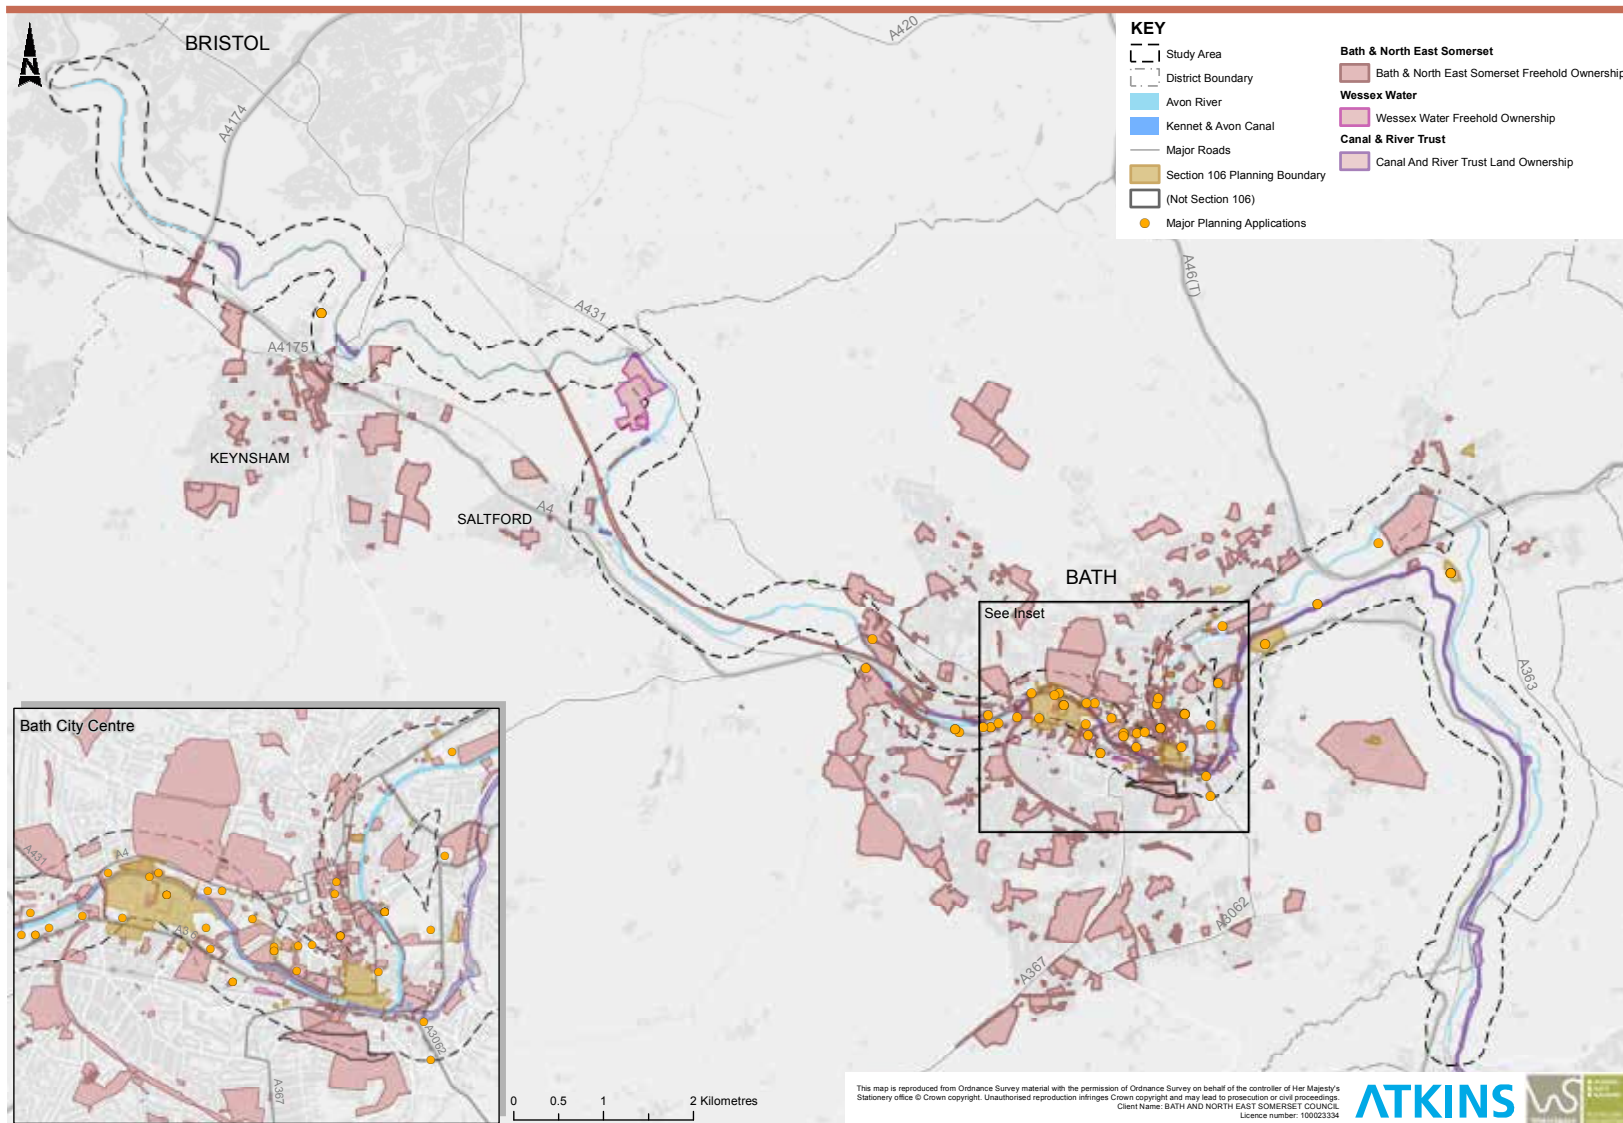 BRISTOL
A420
A4174
N
KEY
Study Area
District Boundary
Avon River
Kennet & Avon Canal
Major Roads
Section 106 Planning Boundary
(Not Section 106)
Major Planning Applications
Bath & North East Somerset
Bath & North East Somerset Freehold Ownership
Wessex Water
Wessex Water Freehold Ownership
Canal & River Trust
Canal And River Trust Land Ownership
A46(T)
A431
A4175
KEYNSHAM
SALTFORD
A4
BATH
See Inset
A363
A3062
A367
Bath City Centre
A431
A4
A36
A3062
A367
0 0.5 1 2 Kilometres
This map is reproduced from Ordnance Survey material with the permission of Ordnance Survey on behalf of the controller of Her Majesty's
Stationery office © Crown copyright. Unauthorised reproduction infringes Crown copyright and may lead to prosecution or civil proceedings.
Client Name: BATH AND NORTH EAST SOMERSET COUNCIL
Licence number: 100023334
ATKINS